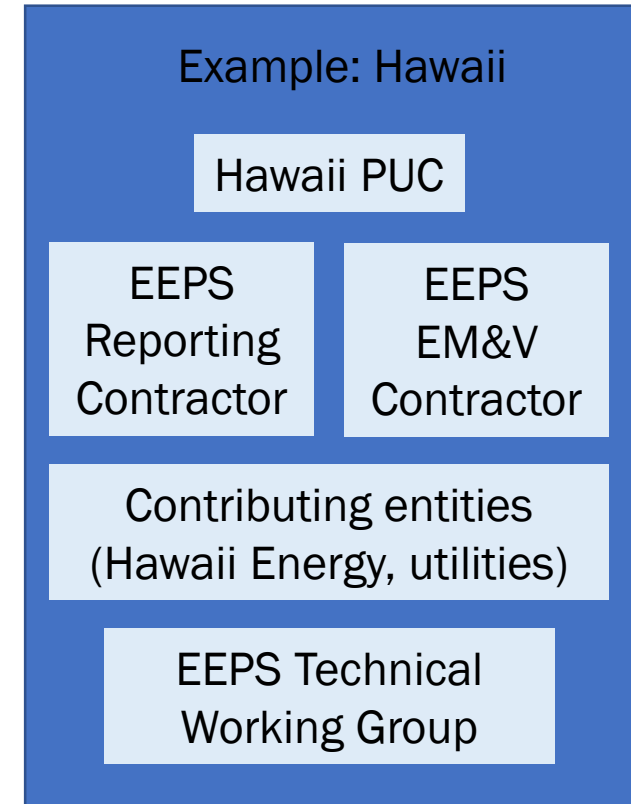 Example: Hawaii
Hawaii PUC
EEPS
Reporting
Contractor
EEPS
EM&V
Contractor
Contributing entities
(Hawaii Energy, utilities)
EEPS Technical
Working Group